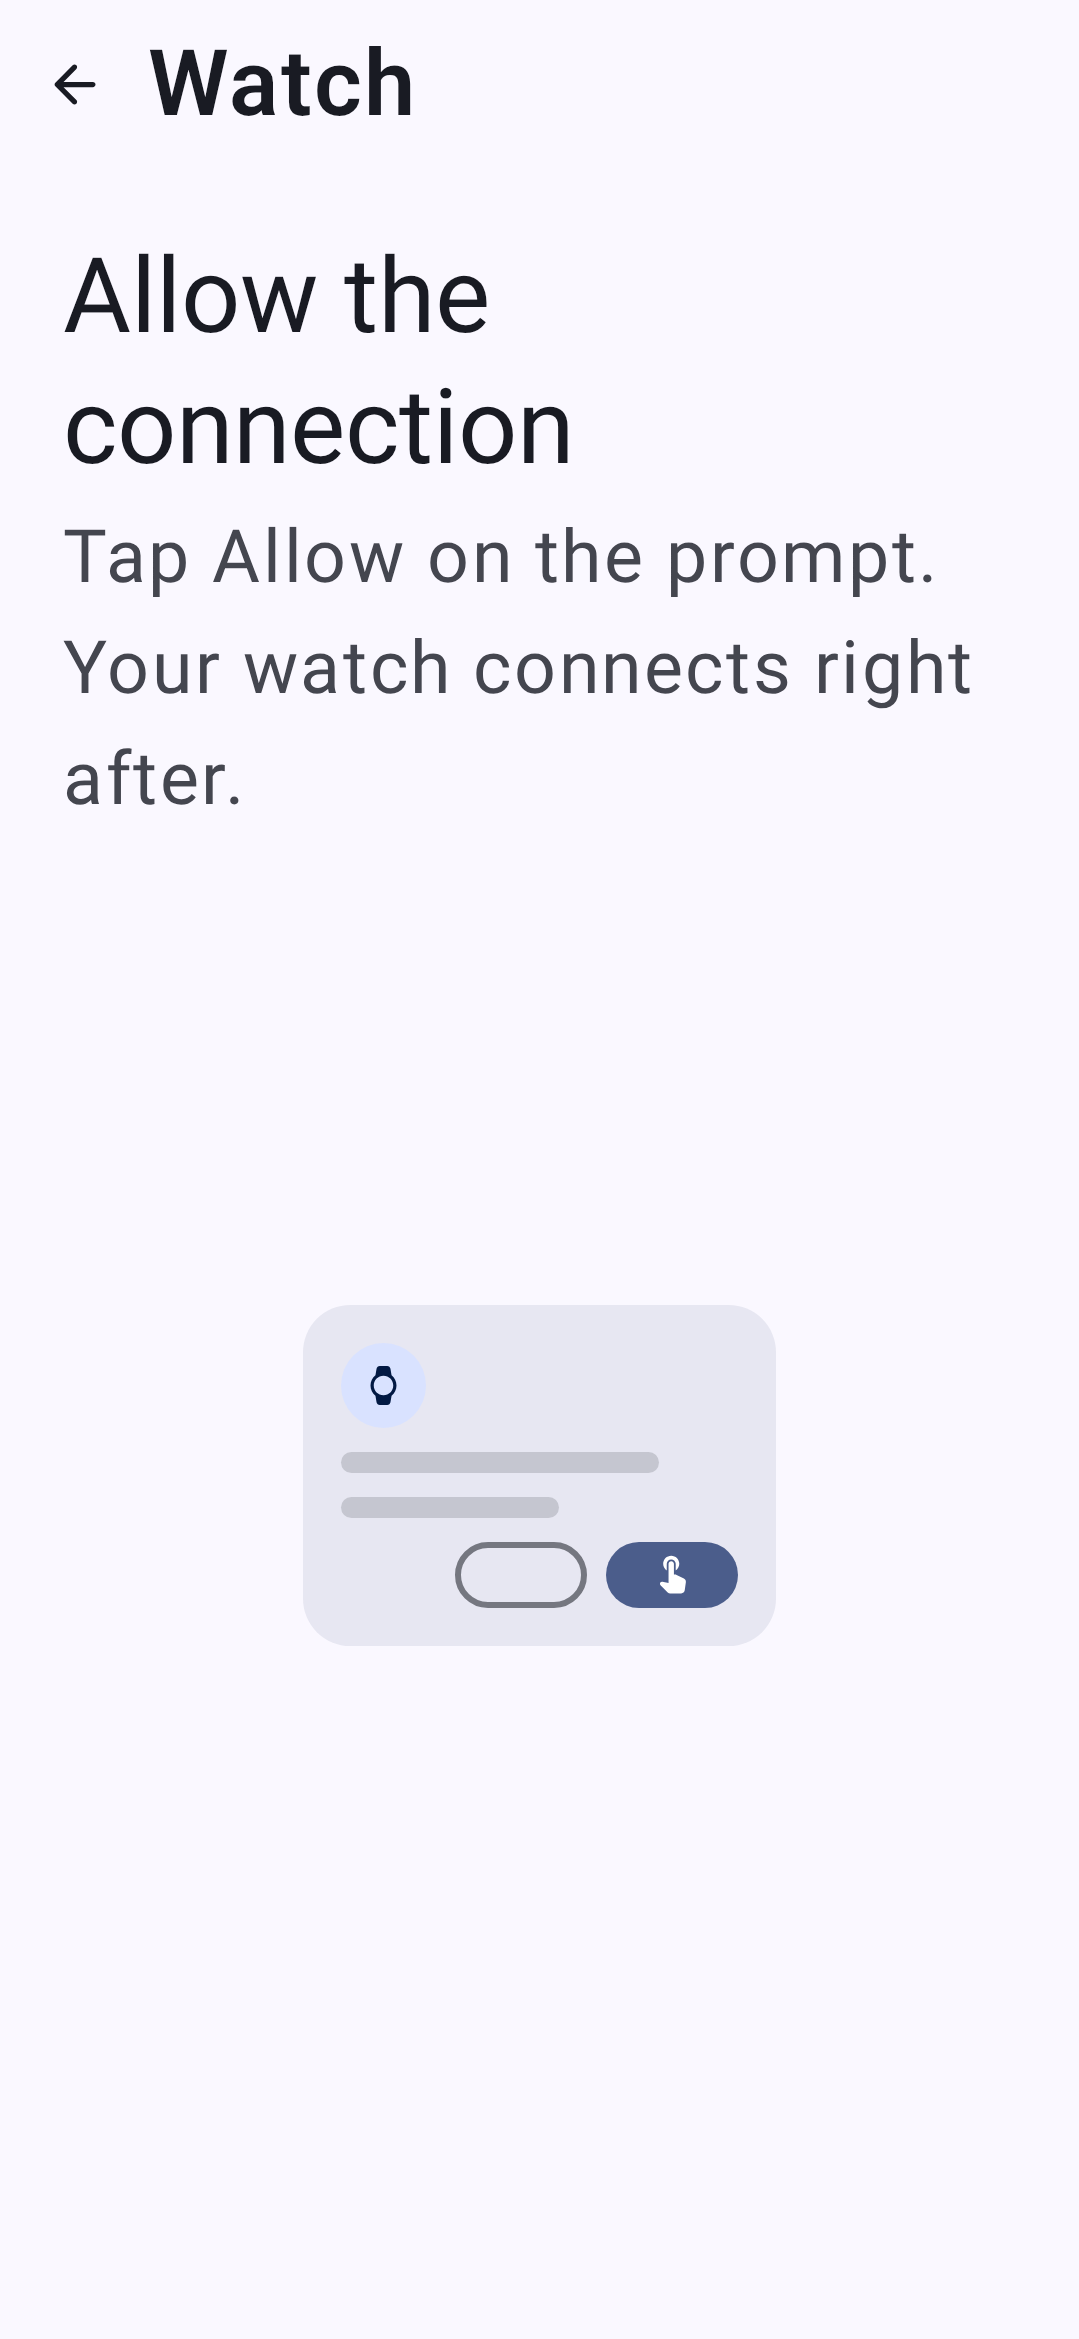 Watch
Allow the
connection
Tap Allow on the prompt.
Your watch connects right
after.